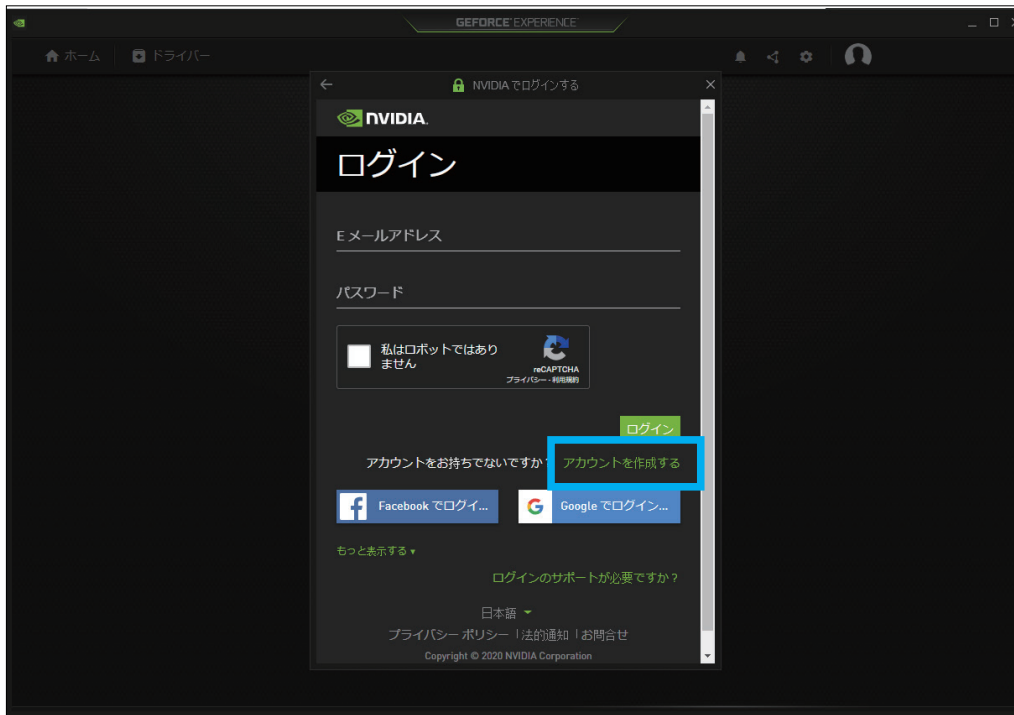 GEFORCE EXPERIENCE
ホーム
ドライバー
NVIDIA でログインする
NVIDIA.
ログイン
E メールアドレス
パスワード
私はロボットではあり
ません
reCAPTCHA
プライバシー - 利用規約
ログイン
アカウントをお持ちでないですか? アカウントを作成する
Facebook でログイ...
Google でログイン...
もっと表示する ▾
ログインのサポートが必要ですか?
日本語
プライバシー ポリシー | 法的通知 | お問合せ
Copyright © 2020 NVIDIA Corporation